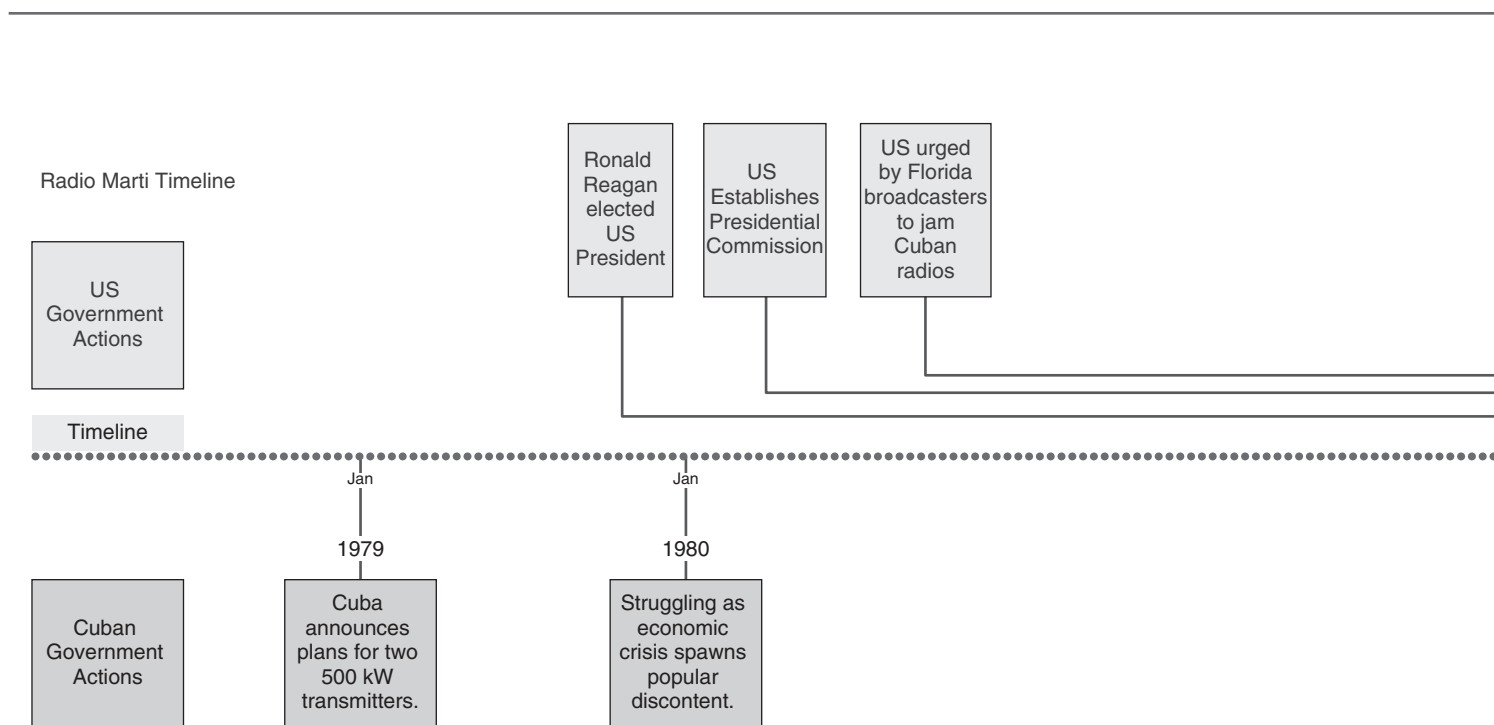 Radio Marti Timeline
Ronald
Reagan
elected
US
President
US
Establishes
Presidential
Commission
US urged
by Florida
broadcasters
to jam
Cuban
radios
US
Government
Actions
Timeline
Jan
Jan
1979
1980
Cuban
Government
Actions
Cuba
announces
plans for two
500 kW
transmitters.
Struggling as
economic
crisis spawns
popular
discontent.